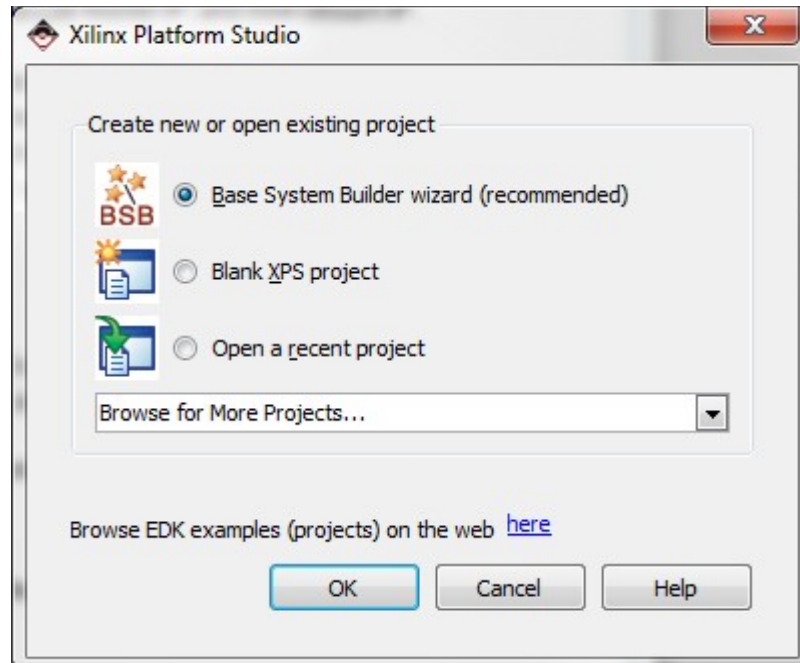 Xilinx Platform Studio
Create new or open existing project
BSB
Base System Builder wizard (recommended)
Blank XPS project
Open a recent project
Browse for More Projects...
Browse EDK examples (projects) on the web here
OK Cancel Help